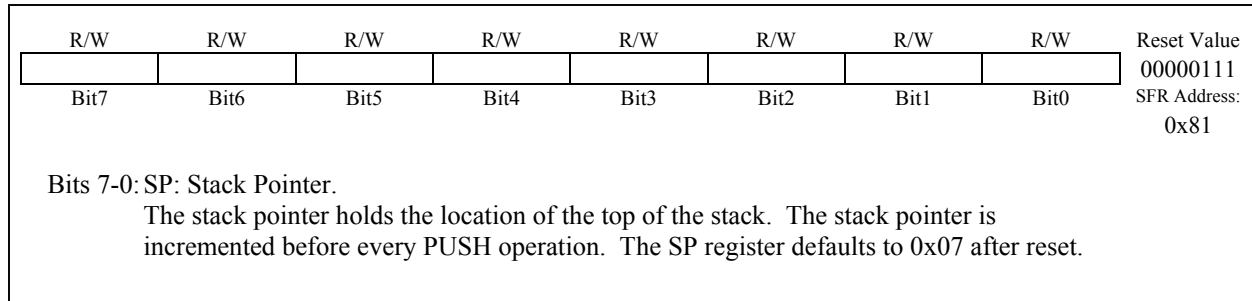 R/W R/W R/W R/W R/W R/W R/W R/W Reset Value
00000111
Bit7 Bit6 Bit5 Bit4 Bit3 Bit2 Bit1 Bit0 SFR Address:
0x81
Bits 7-0: SP: Stack Pointer.
The stack pointer holds the location of the top of the stack. The stack pointer is
incremented before every PUSH operation. The SP register defaults to 0x07 after reset.